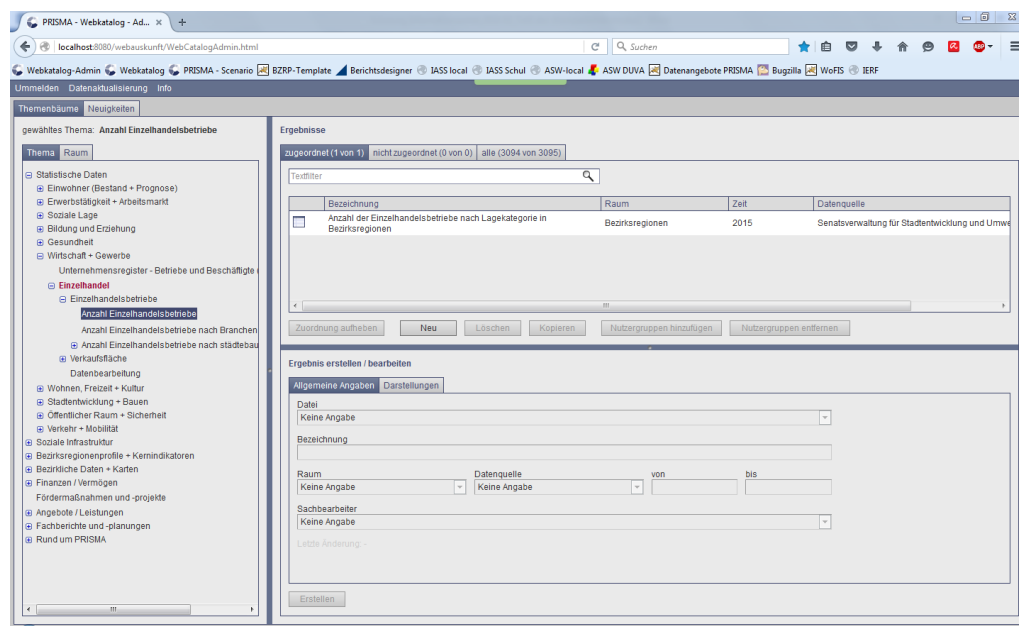 PRISMA - Webkatalog - Ad... × +
localhost:8080/webauskunft/WebCatalogAdmin.html Suchen ABP
Webkatalog-Admin Webkatalog PRISMA - Scenario BZRP-Template Berichtsdesigner IASS local IASS Schul ASW-local ASW DUVA Datenangebote PRISMA Bugzilla WoFIS IERF
Ummelden Datenaktualisierung Info
Themenbäume Neuigkeiten
gewähltes Thema: Anzahl Einzelhandelsbetriebe
Thema Raum
Statistische Daten
Einwohner (Bestand + Prognose)
Erwerbstätigkeit + Arbeitsmarkt
Soziale Lage
Bildung und Erziehung
Gesundheit
Wirtschaft + Gewerbe
Unternehmensregister - Betriebe und Beschäftigte
Einzelhandel
Einzelhandelsbetriebe
Anzahl Einzelhandelsbetriebe
Anzahl Einzelhandelsbetriebe nach Branchen
Anzahl Einzelhandelsbetriebe nach städtebau
Verkaufsfläche
Datenbearbeitung
Wohnen, Freizeit + Kultur
Stadtentwicklung + Bauen
Öffentlicher Raum + Sicherheit
Verkehr + Mobilität
Soziale Infrastruktur
Bezirksregionenprofile + Kernindikatoren
Bezirkliche Daten + Karten
Finanzen / Vermögen
Fördermaßnahmen und -projekte
Angebote / Leistungen
Fachberichte und -planungen
Rund um PRISMA
Ergebnisse
zugeordnet (1 von 1) nicht zugeordnet (0 von 0) alle (3094 von 3095)
Textfilter
Bezeichnung Raum Zeit Datenquelle
Anzahl der Einzelhandelsbetriebe nach Lagekategorie in
Bezirksregionen Bezirksregionen 2015 Senatsverwaltung für Stadtentwicklung und Umwe
Zuordnung aufheben Neu Löschen Kopieren Nutzergruppen hinzufügen Nutzergruppen entfernen
Ergebnis erstellen / bearbeiten
Allgemeine Angaben Darstellungen
Datei
Keine Angabe
Bezeichnung
Raum Datenquelle von bis
Keine Angabe Keine Angabe
Sachbearbeiter
Keine Angabe
Letzte Änderung: -
Erstellen